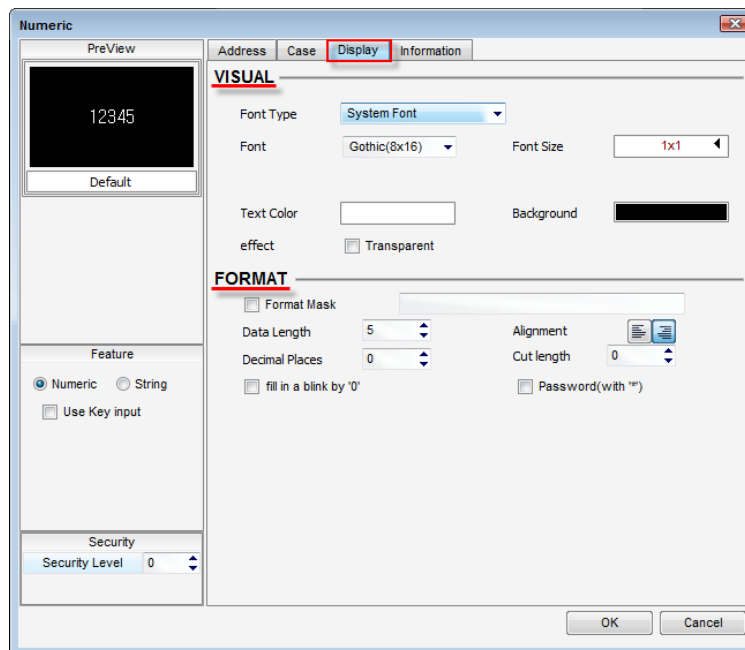 Numeric
PreView
12345
Default
Feature
Numeric String
Use Key input
Security
Security Level 0
Address Case Display Information
VISUAL
Font Type System Font
Font Gothic(8x16) Font Size 1x1
Text Color Background
effect Transparent
FORMAT
Format Mask
Data Length 5 Alignment
Decimal Places 0 Cut length 0
fill in a blink by '0' Password(with '*')
OK Cancel